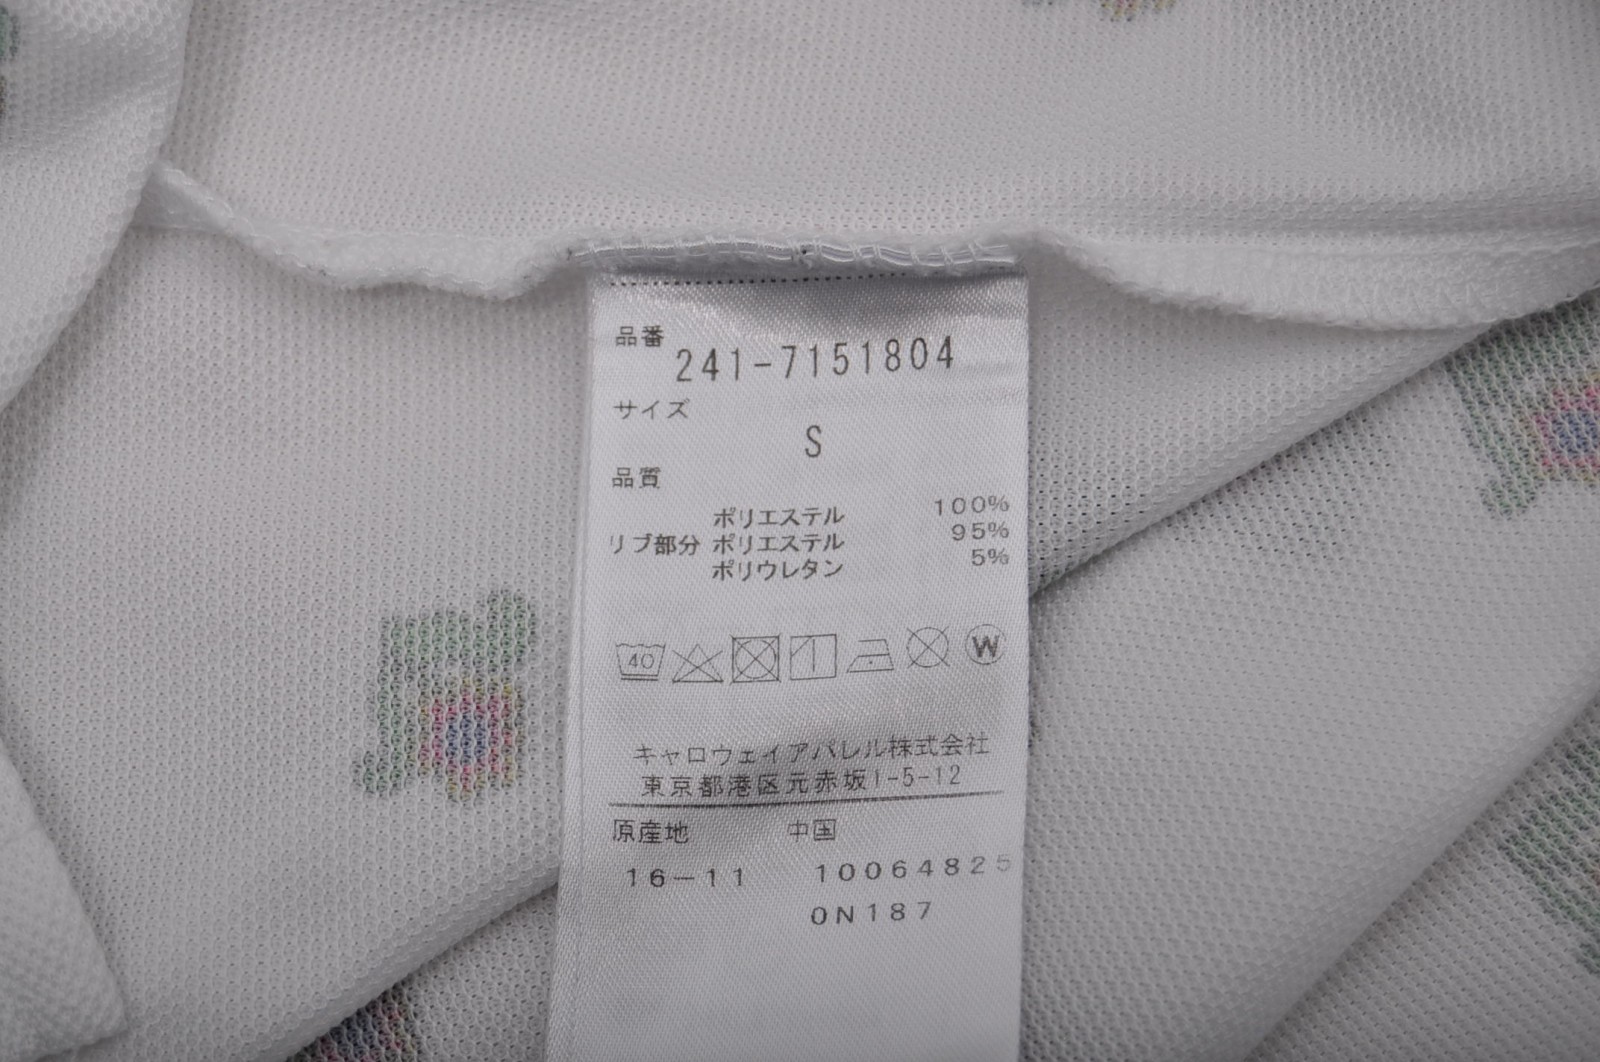 品番
241-7151804
サイズ
S
品質
ポリエステル 100%
リブ部分 ポリエステル 95%
ポリウレタン 5%
40 W
キャロウェイアパレル株式会社
東京都港区元赤坂1-5-12
原産地 中国
16-11 10064825
0N187